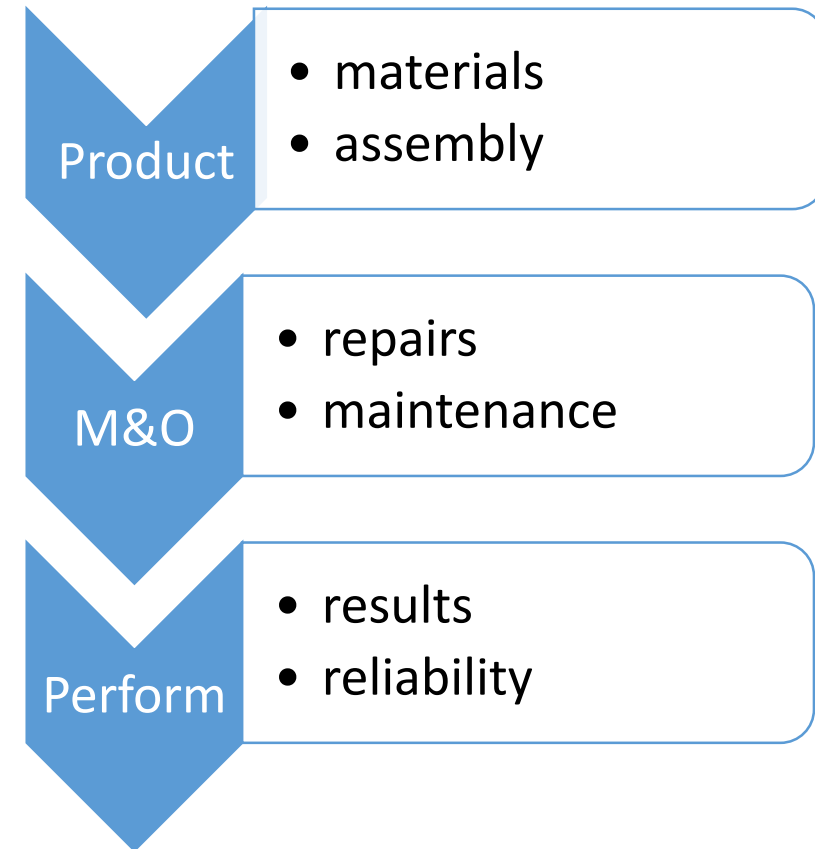 Product
• materials
• assembly
M&O
• repairs
• maintenance
Perform
• results
• reliability